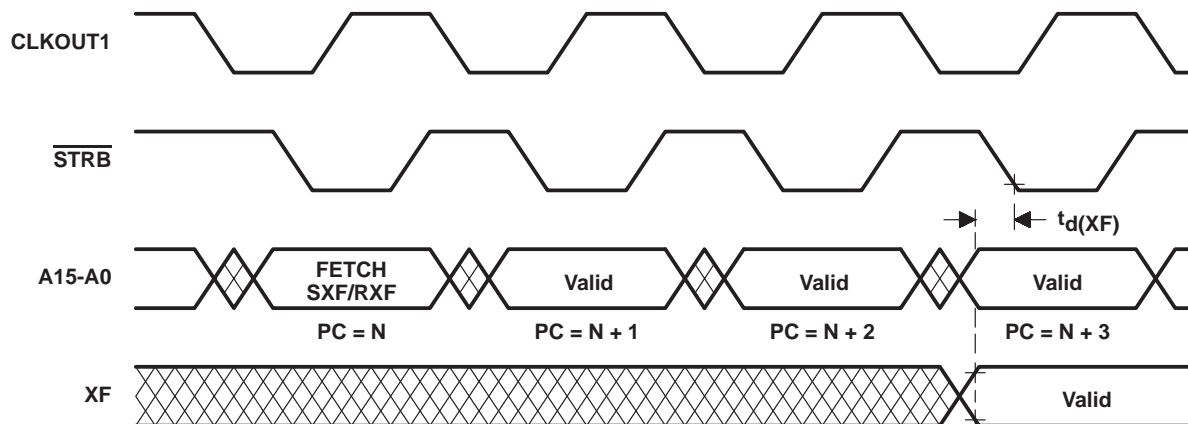 CLKOUT1
STRB
td(XF)
A15-A0
FETCH
SXF/RXF
Valid
Valid
Valid
PC = N
PC = N + 1
PC = N + 2
PC = N + 3
XF
Valid